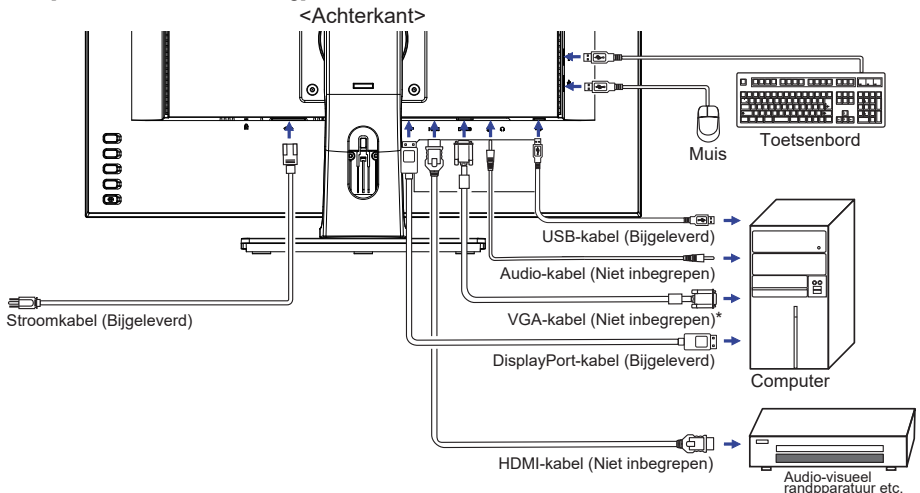 <Achterkant>
Muis
Toetsenbord
USB-kabel (Bijgeleverd)
Audio-kabel (Niet inbegrepen)
Stroomkabel (Bijgeleverd)
VGA-kabel (Niet inbegrepen)*
DisplayPort-kabel (Bijgeleverd)
Computer
HDMI-kabel (Niet inbegrepen)
Audio-visueel
randpparatuur etc.